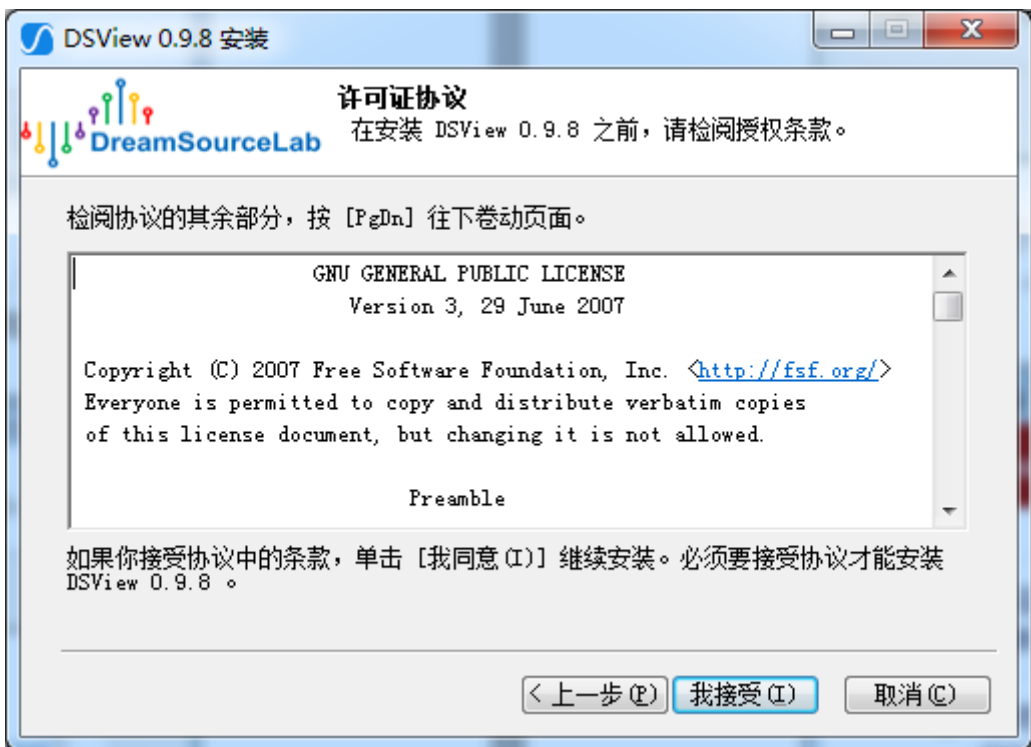 DSView 0.9.8 安装
DreamSourceLab
许可证协议
在安装 DSView 0.9.8 之前，请检阅授权条款。
检阅协议的其余部分，按 [PgDn] 往下卷动页面。
GNU GENERAL PUBLIC LICENSE
Version 3, 29 June 2007
Copyright (C) 2007 Free Software Foundation, Inc. <http://fsf.org/>
Everyone is permitted to copy and distribute verbatim copies
of this license document, but changing it is not allowed.
Preamble
如果你接受协议中的条款，单击 [我同意(I)] 继续安装。必须要接受协议才能安装
DSView 0.9.8 。
< 上一步(P)
我接受(I)
取消(C)